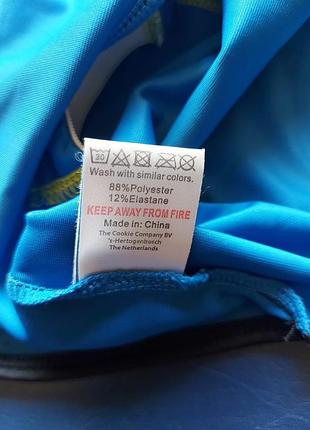 30
Wash with similar colors.
88%Polyester
12%Elastane
KEEP AWAY FROM FIRE
Made in: China
The Cookie Company BV
's-Hertogenbosch
The Netherlands